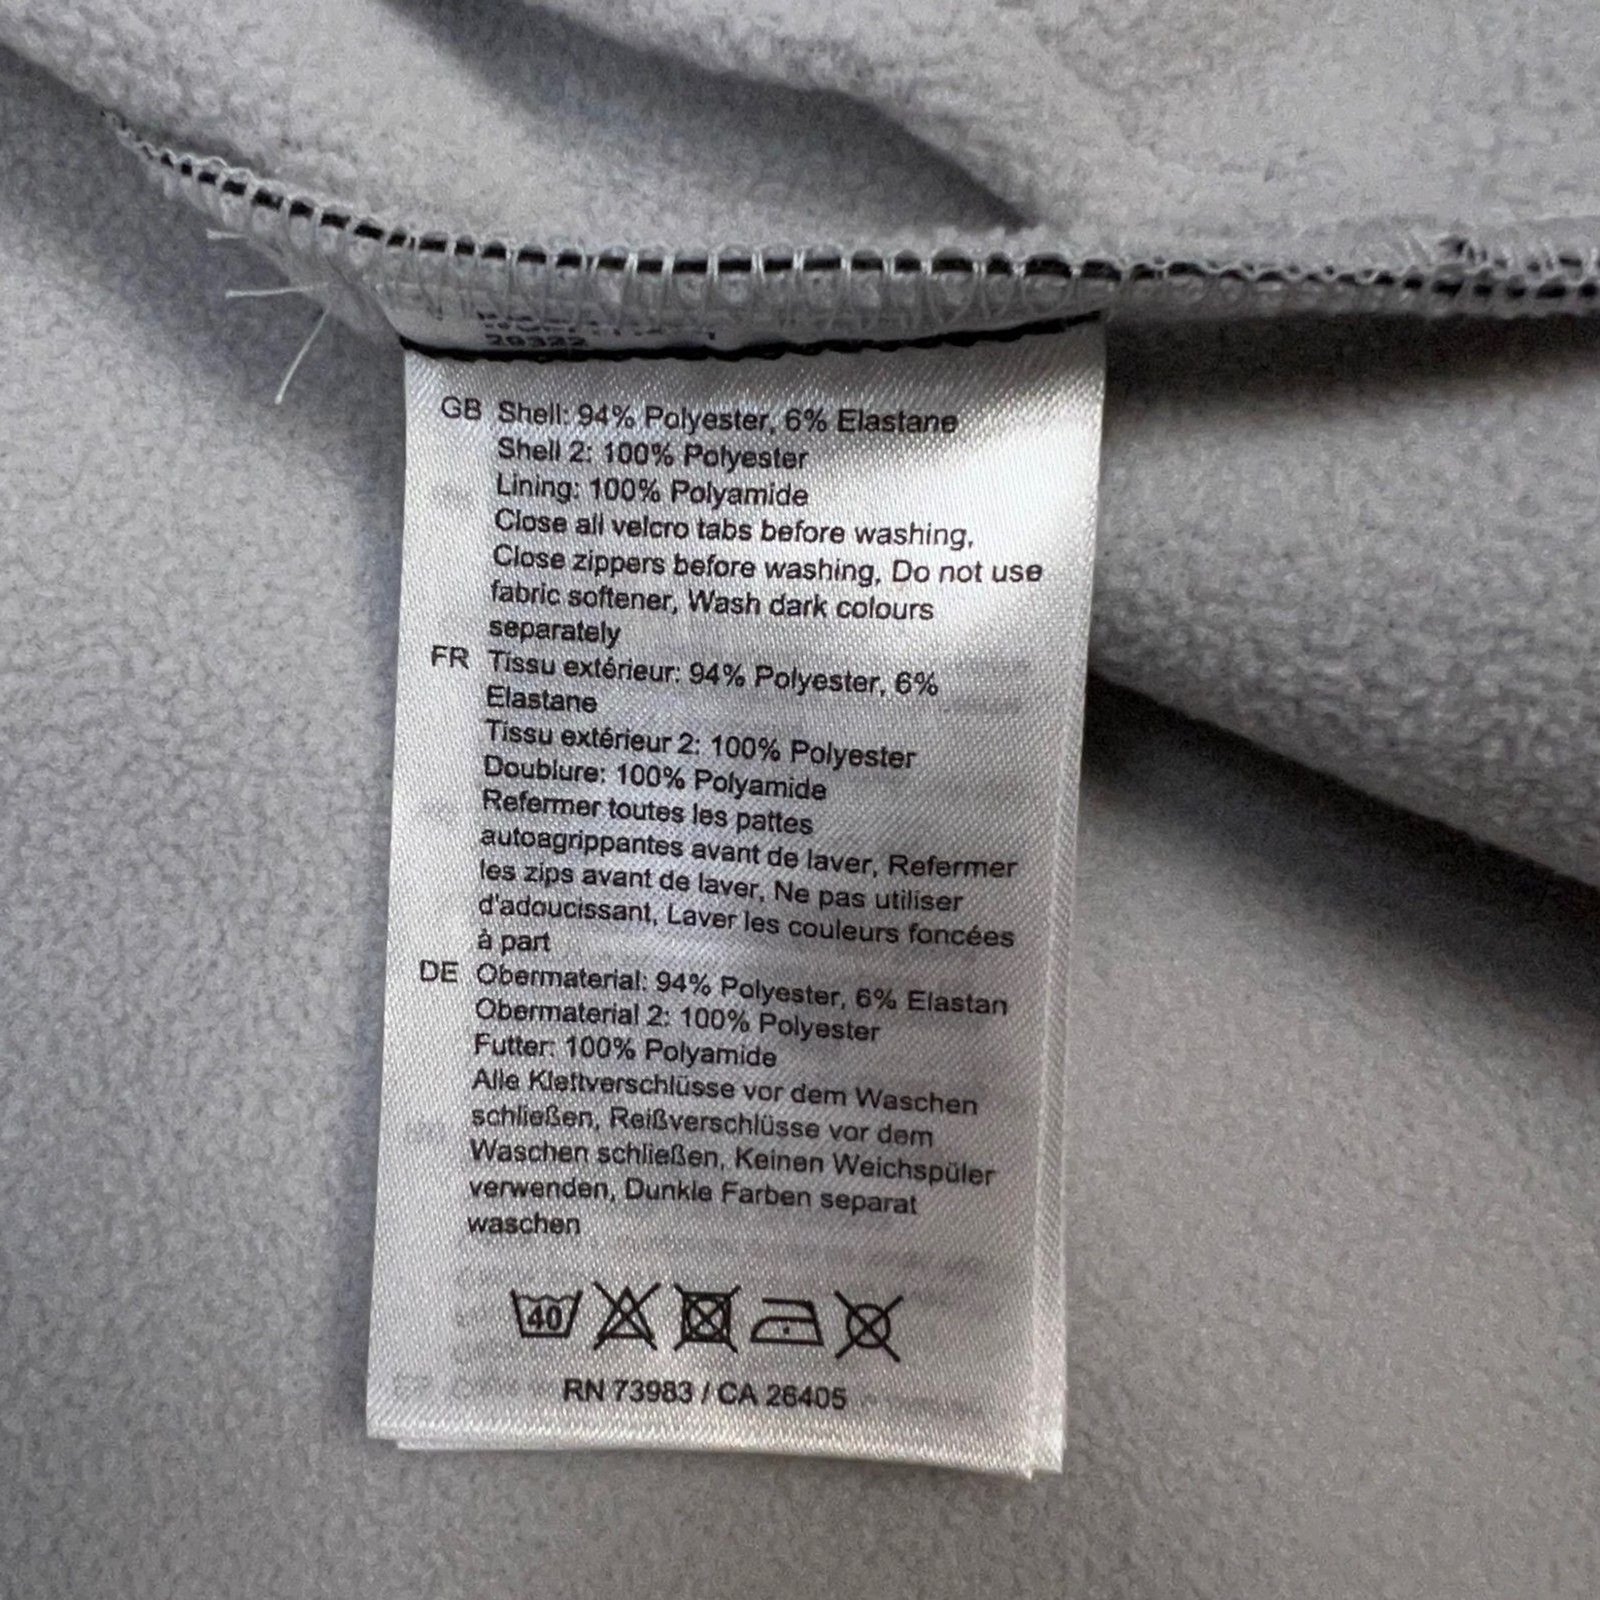 20322
GB Shell: 94% Polyester, 6% Elastane
Shell 2: 100% Polyester
Lining: 100% Polyamide
Close all velcro tabs before washing,
Close zippers before washing, Do not use
fabric softener, Wash dark colours
separately
FR Tissu extérieur: 94% Polyester, 6%
Elastane
Tissu extérieur 2: 100% Polyester
Doublure: 100% Polyamide
Refermer toutes les pattes
autoagrippantes avant de laver, Refermer
les zips avant de laver, Ne pas utiliser
d'adoucissant, Laver les couleurs foncées
à part
DE Obermaterial: 94% Polyester, 6% Elastan
Obermaterial 2: 100% Polyester
Futter: 100% Polyamide
Alle Klettverschlüsse vor dem Waschen
schließen, Reißverschlüsse vor dem
Waschen schließen, Keinen Weichspüler
verwenden, Dunkle Farben separat
waschen
40
RN 73983 / CA 26405